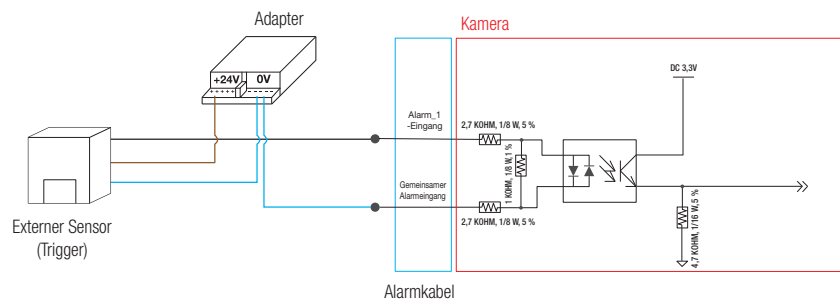 Adapter
+24V
0V
Kamera
DC 3,3V
Alarm_1
-Eingang
2,7 KOHM, 1/8 W, 5 %
1 KOHM, 1/8 W, 1 %
Gemeinsamer
Alarmeingang
2,7 KOHM, 1/8 W, 5 %
4,7 KOHM, 1/16 W, 5 %
Externer Sensor
(Trigger)
Alarmkabel